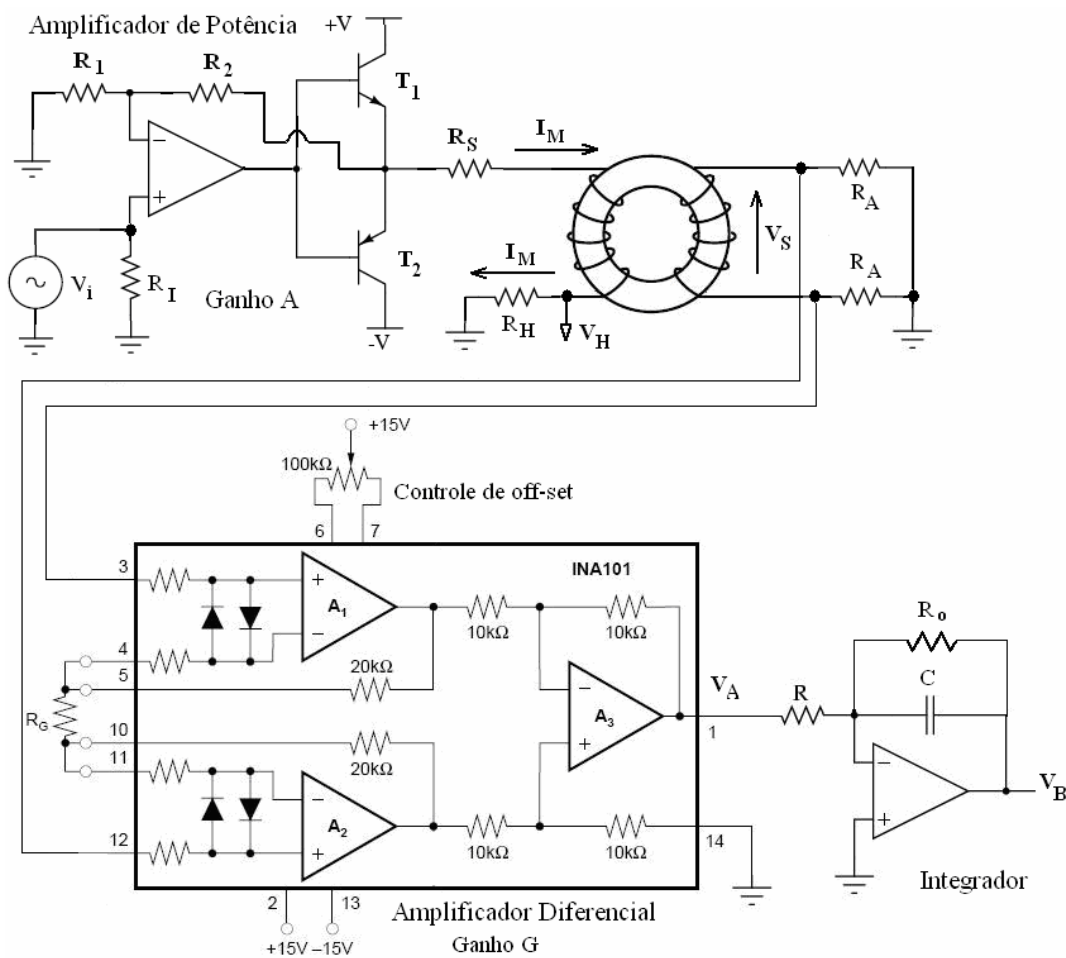 Amplificador de Potência
+V
R1
R2
T1
RS
IM
RA
VS
Vi
RI
Ganho A
T2
-V
IM
RH
VH
RA
+15V
100kΩ
Controle de off-set
6
7
3
INA101
+
A1
−
10kΩ
10kΩ
4
5
20kΩ
RG
10
11
20kΩ
−
A3
+
VA
1
R
Ro
C
−
+
VB
−
A2
+
12
10kΩ
10kΩ
14
Integrador
2
13
Amplificador Diferencial
+15V
–15V
Ganho G